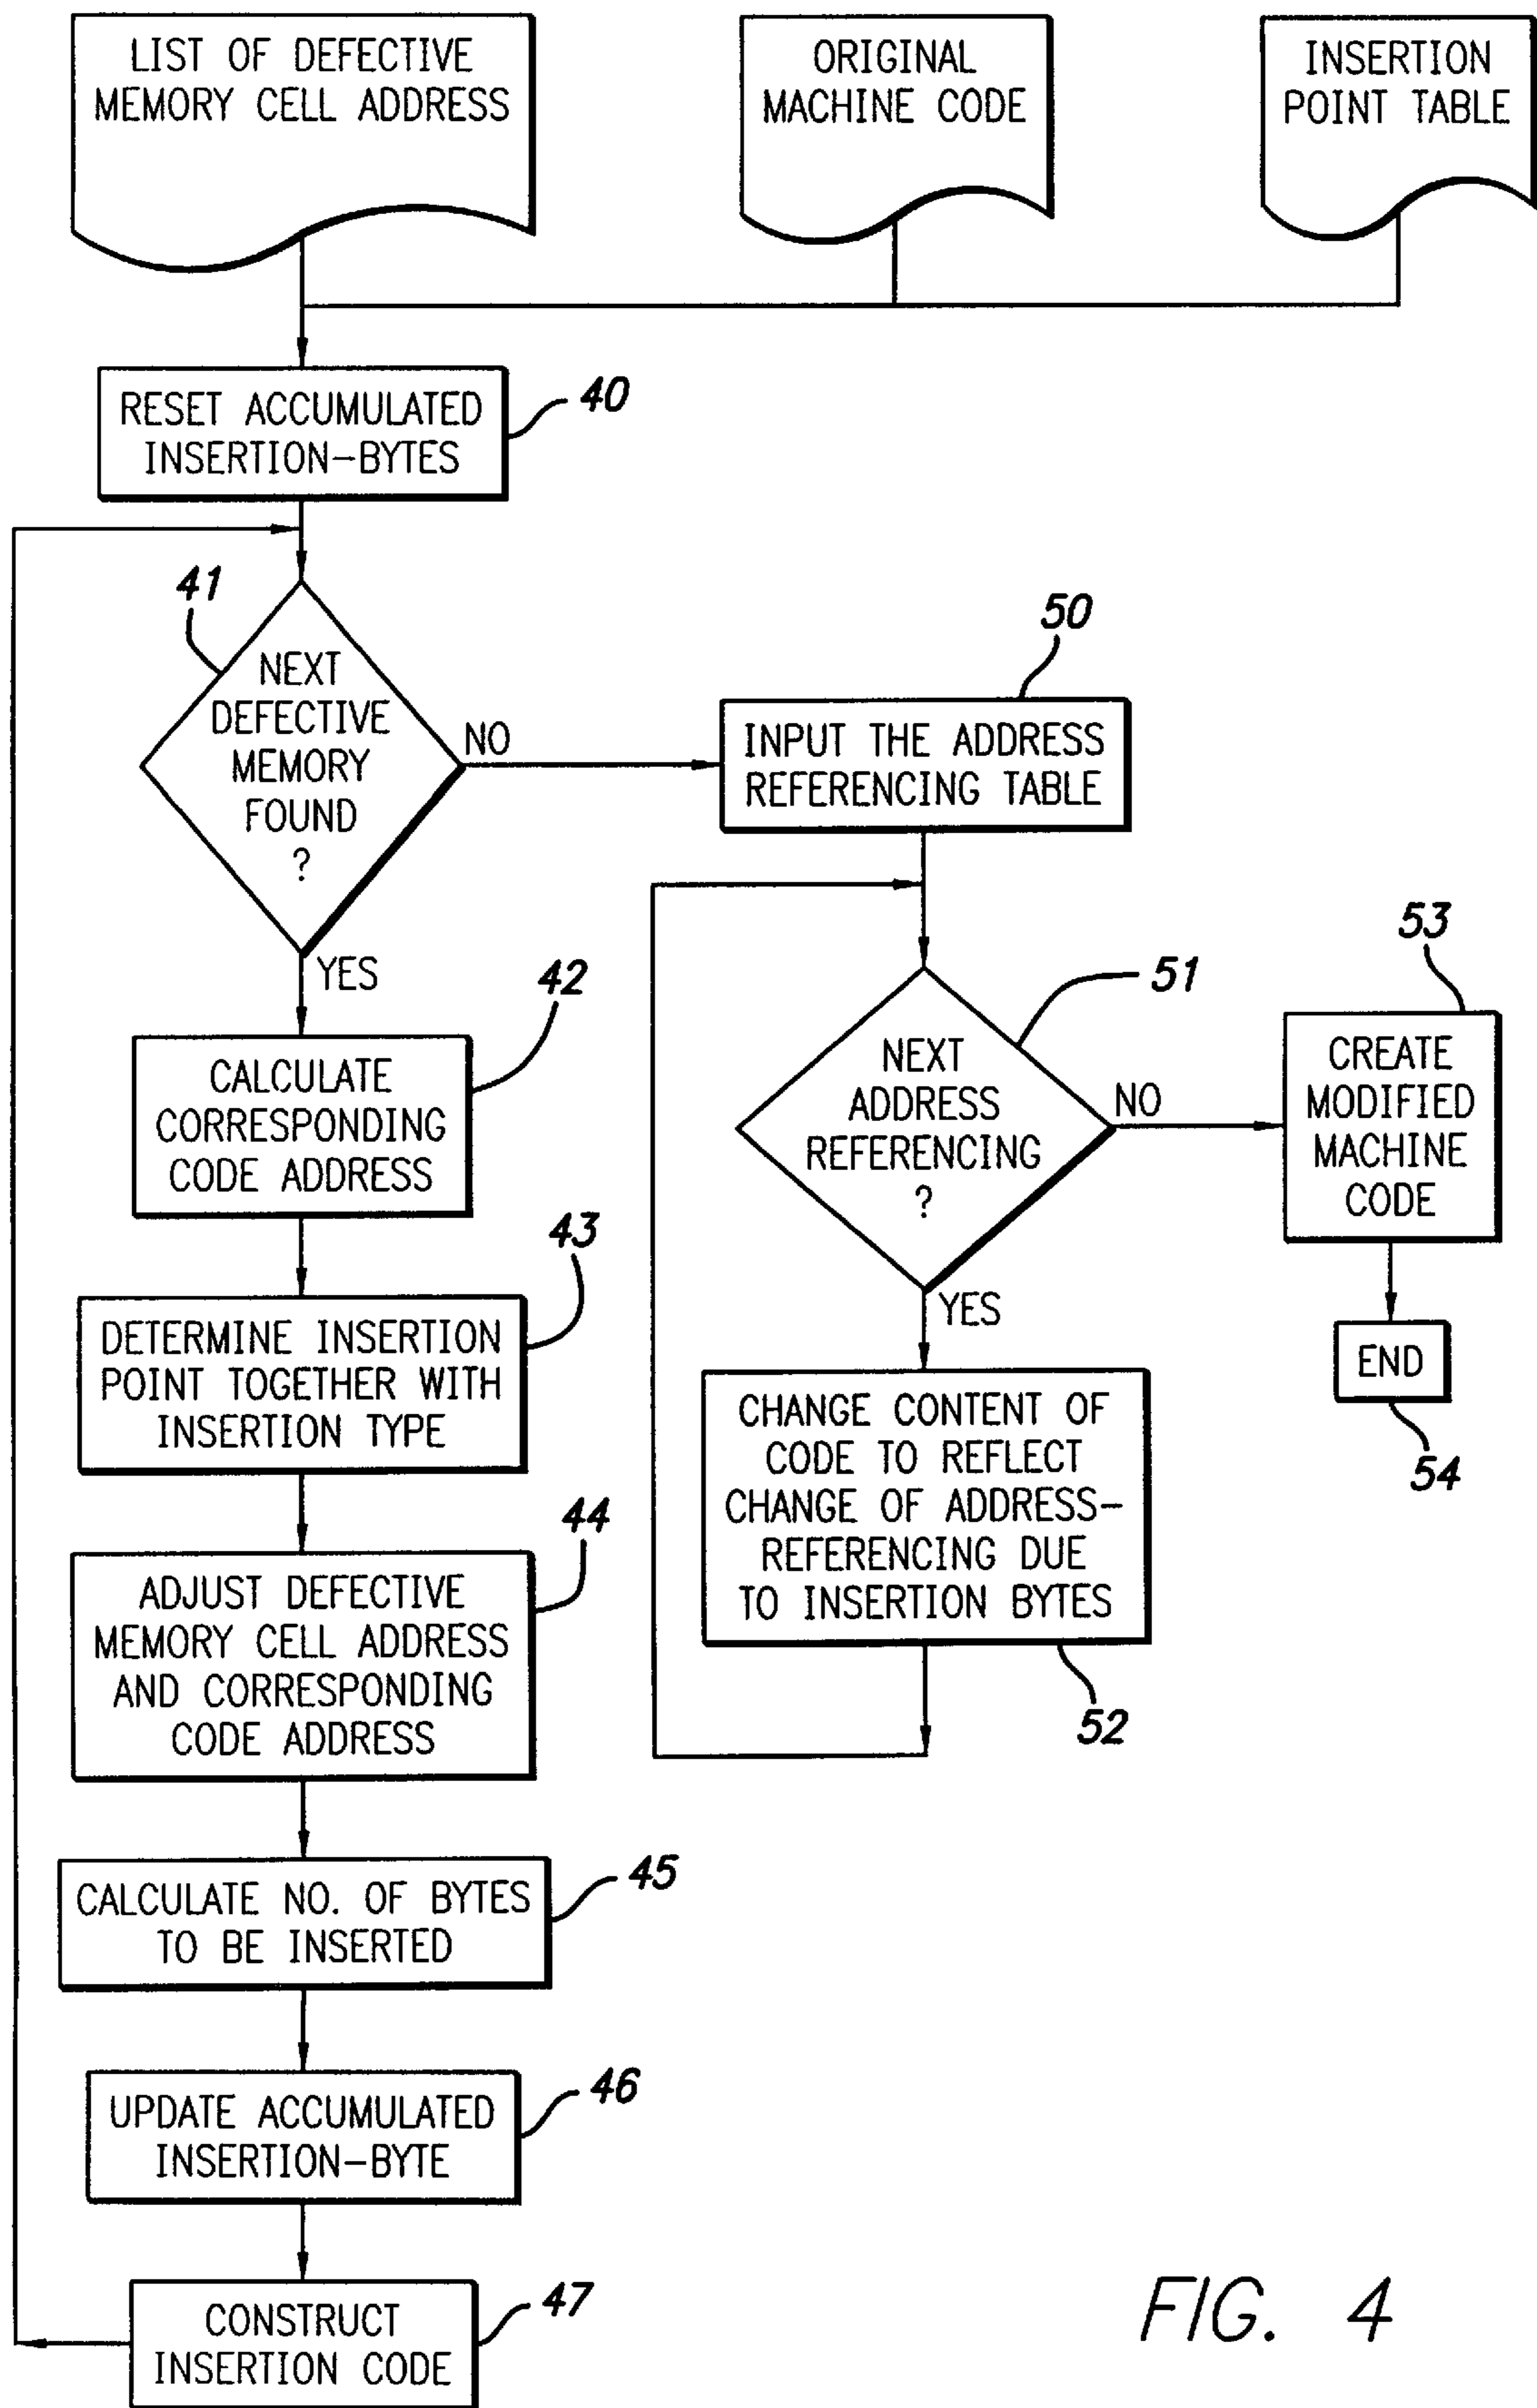 LIST OF DEFECTIVE
MEMORY CELL ADDRESS
ORIGINAL
MACHINE CODE
INSERTION
POINT TABLE
RESET ACCUMULATED
INSERTION-BYTES
40
41
NEXT
DEFECTIVE
MEMORY
FOUND
?
NO
YES
42
CALCULATE
CORRESPONDING
CODE ADDRESS
43
DETERMINE INSERTION
POINT TOGETHER WITH
INSERTION TYPE
44
ADJUST DEFECTIVE
MEMORY CELL ADDRESS
AND CORRESPONDING
CODE ADDRESS
45
CALCULATE NO. OF BYTES
TO BE INSERTED
46
UPDATE ACCUMULATED
INSERTION-BYTE
47
CONSTRUCT
INSERTION CODE
50
INPUT THE ADDRESS
REFERENCING TABLE
51
NEXT
ADDRESS
REFERENCING
?
NO
YES
CHANGE CONTENT OF
CODE TO REFLECT
CHANGE OF ADDRESS-
REFERENCING DUE
TO INSERTION BYTES
52
53
CREATE
MODIFIED
MACHINE
CODE
END
54
FIG. 4